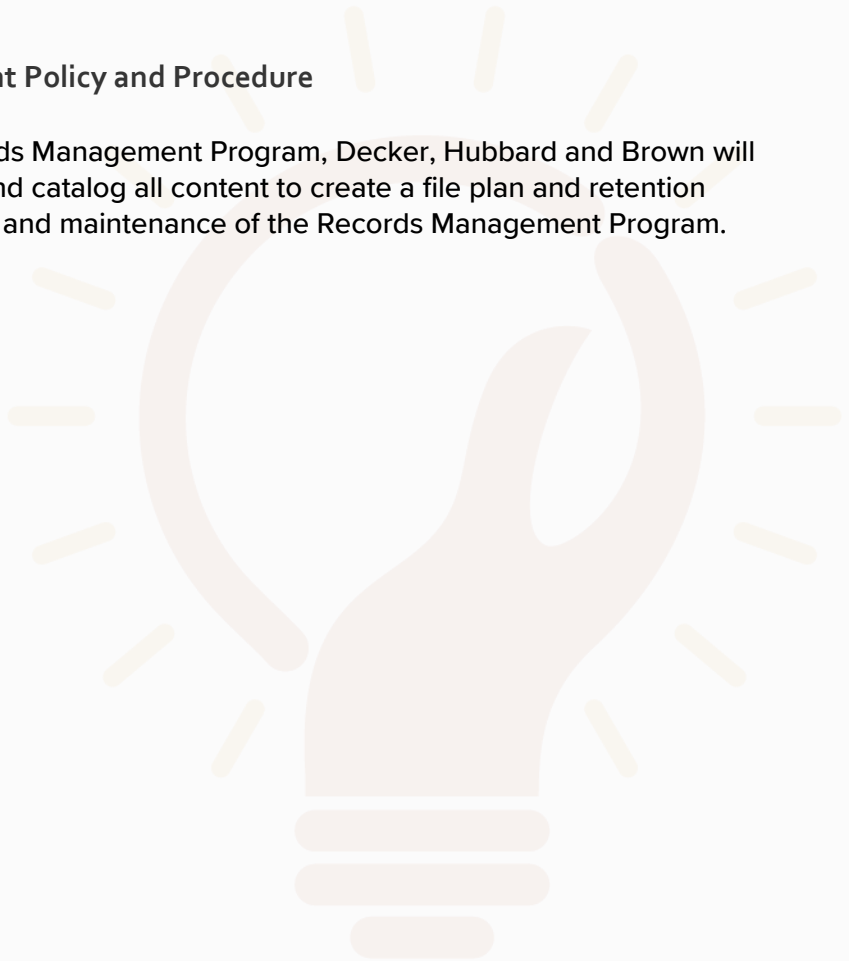 t Policy and Procedure
ds Management Program, Decker, Hubbard and Brown will
nd catalog all content to create a file plan and retention
and maintenance of the Records Management Program.